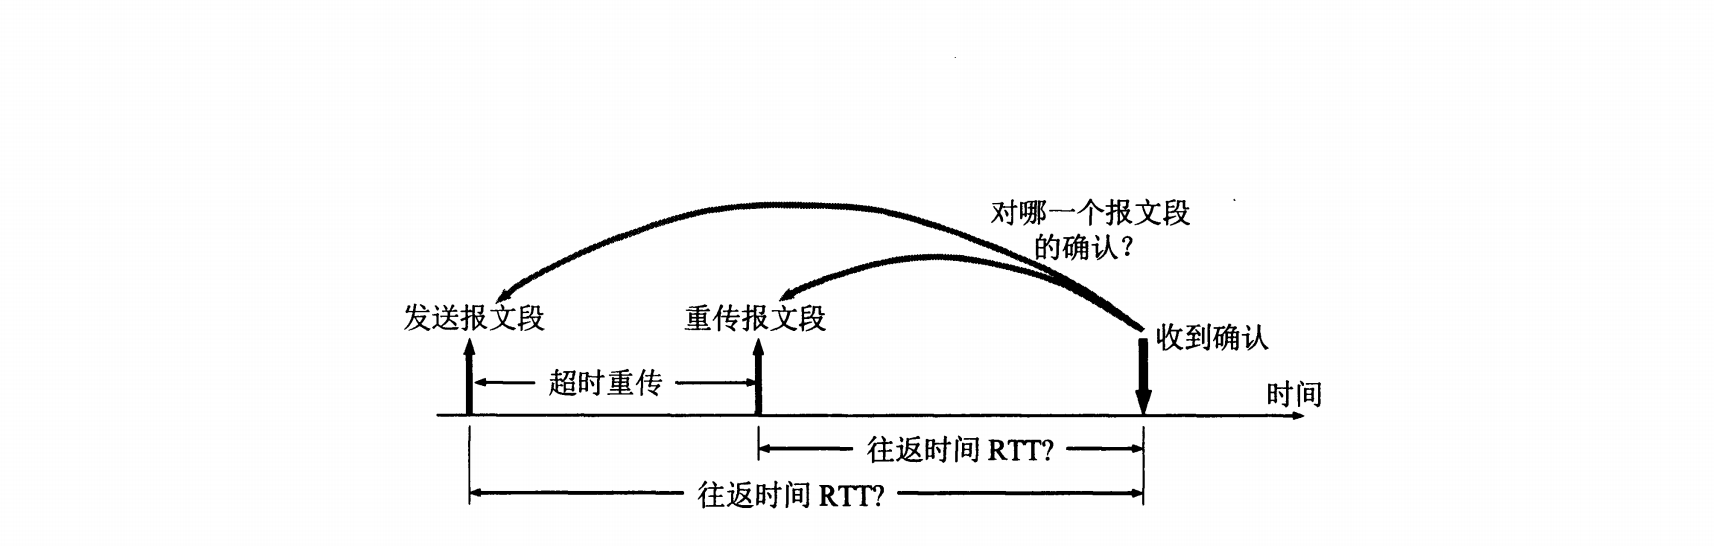 对哪一个报文段
的确认?
发送报文段
重传报文段
收到确认
超时重传
时间
往返时间 RTT?
往返时间 RTT?